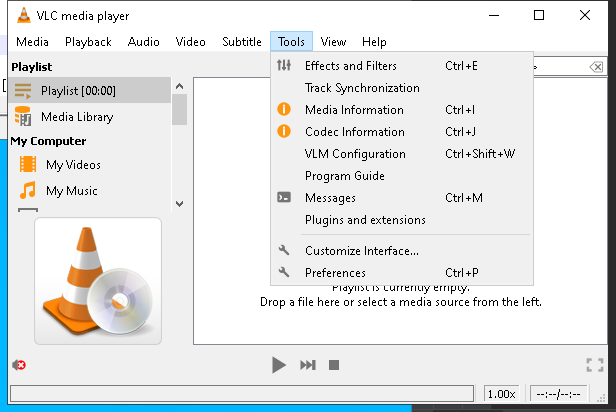 VLC media player
Media Playback Audio Video Subtitle Tools View Help
Playlist
Playlist [00:00]
Media Library
My Computer
My Videos
My Music
Effects and Filters Ctrl+E
Track Synchronization
Media Information Ctrl+I
Codec Information Ctrl+J
VLM Configuration Ctrl+Shift+W
Program Guide
Messages Ctrl+M
Plugins and extensions
Customize Interface...
Preferences Ctrl+P
Playlist is currently empty.
Drop a file here or select a media source from the left.
1.00x --:--/--:--